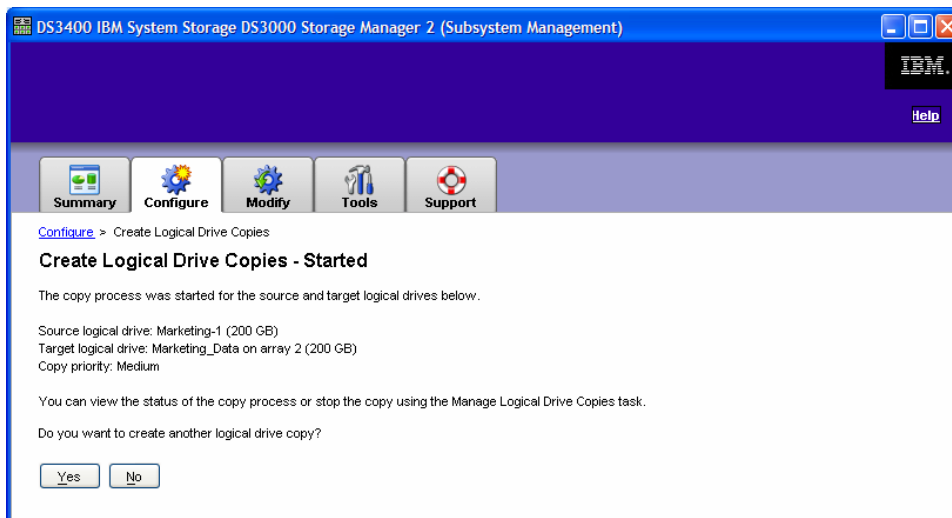 DS3400 IBM System Storage DS3000 Storage Manager 2 (Subsystem Management)
IBM.
Help
Summary
Configure
Modify
Tools
Support
Configure > Create Logical Drive Copies
Create Logical Drive Copies - Started
The copy process was started for the source and target logical drives below.
Source logical drive: Marketing-1 (200 GB)
Target logical drive: Marketing_Data on array 2 (200 GB)
Copy priority: Medium
You can view the status of the copy process or stop the copy using the Manage Logical Drive Copies task.
Do you want to create another logical drive copy?
Yes
No